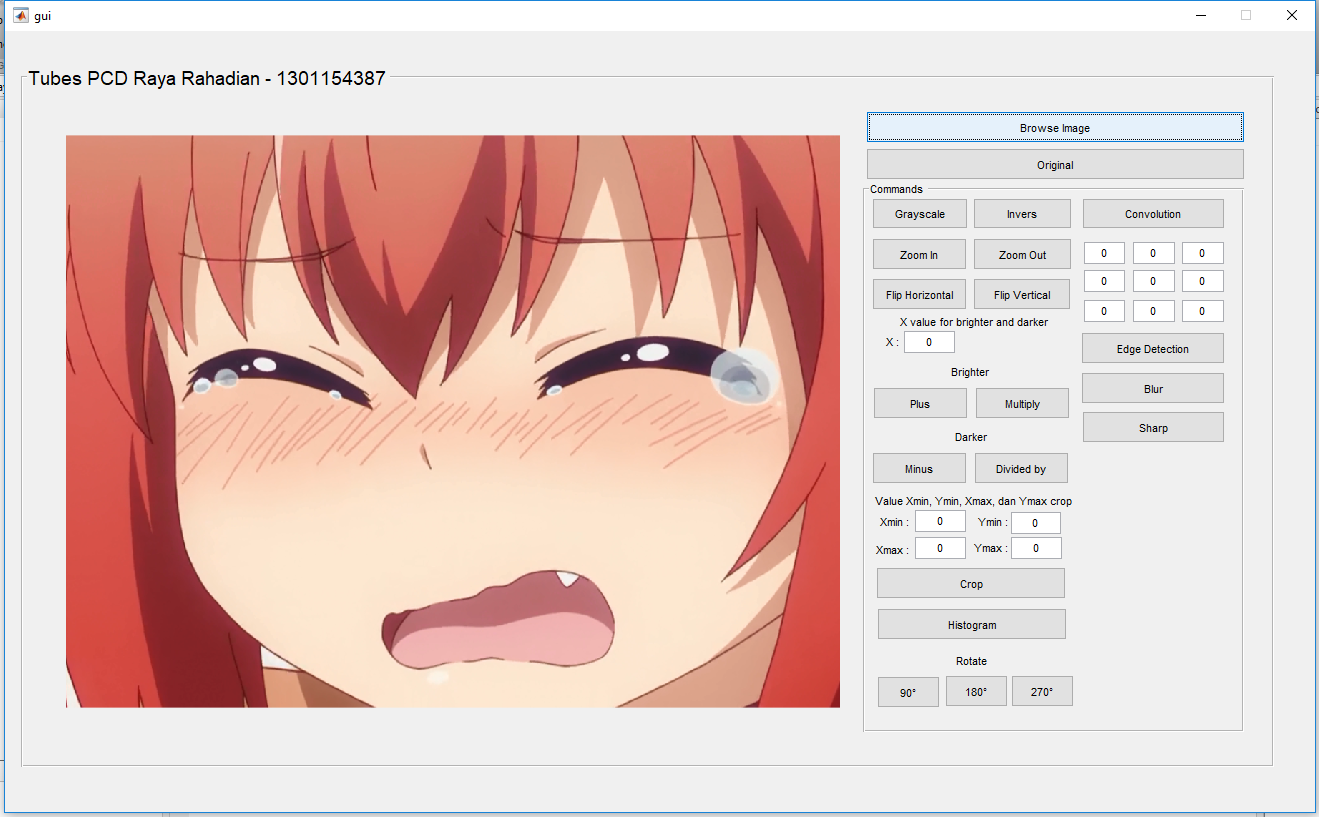 gui
Tubes PCD Raya Rahadian - 1301154387
Browse Image
Original
Commands
Grayscale Invers Convolution
Zoom In Zoom Out 0 0 0
Flip Horizontal Flip Vertical 0 0 0
X value for brighter and darker 0 0 0
X : 0
Edge Detection
Brighter
Blur
Plus Multiply
Sharp
Darker
Minus Divided by
Value Xmin, Ymin, Xmax, dan Ymax crop
Xmin : 0 Ymin : 0
Xmax : 0 Ymax : 0
Crop
Histogram
Rotate
90° 180° 270°